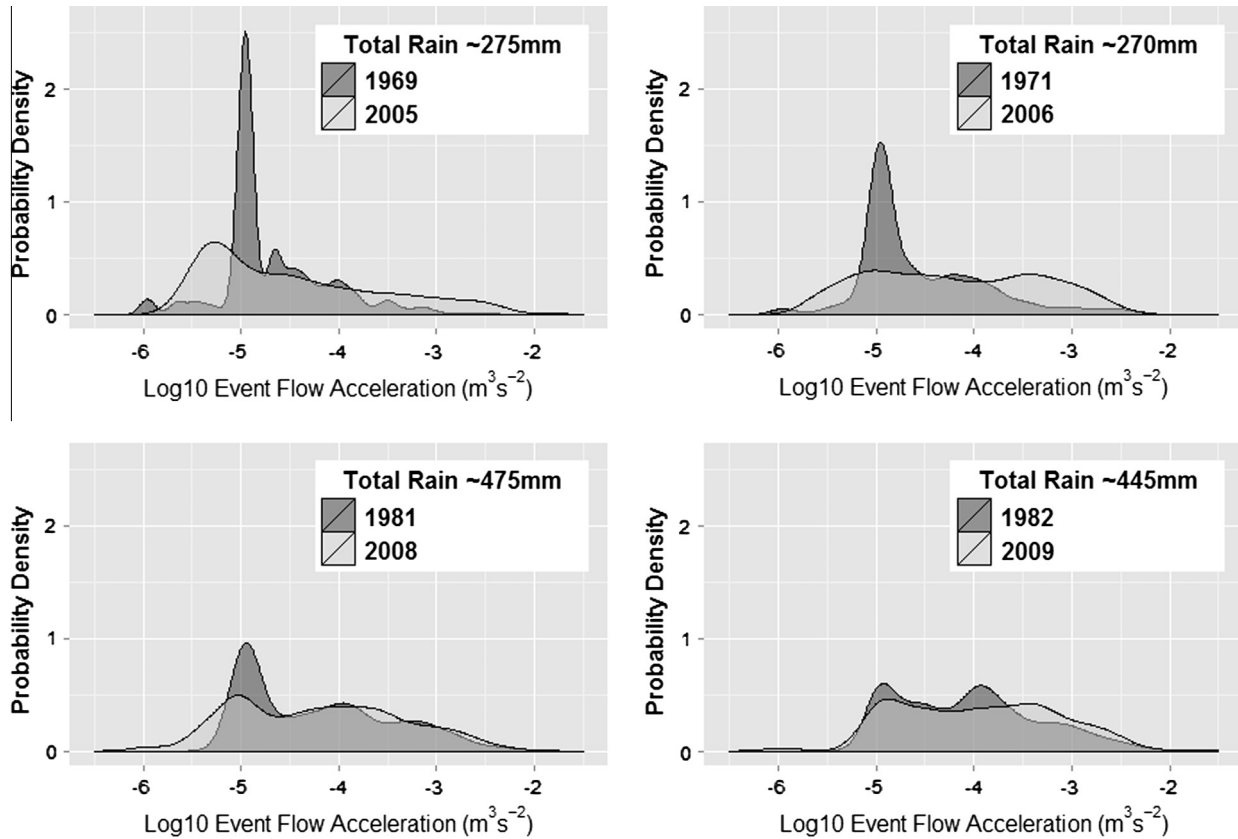 Total Rain ~275mm
1969
2005
Probability Density
2
1
0
-6 -5 -4 -3 -2
Log10 Event Flow Acceleration (m³s⁻²)
Total Rain ~270mm
1971
2006
Probability Density
2
1
0
-6 -5 -4 -3 -2
Log10 Event Flow Acceleration (m³s⁻²)
Total Rain ~475mm
1981
2008
Probability Density
2
1
0
-6 -5 -4 -3 -2
Log10 Event Flow Acceleration (m³s⁻²)
Total Rain ~445mm
1982
2009
Probability Density
2
1
0
-6 -5 -4 -3 -2
Log10 Event Flow Acceleration (m³s⁻²)